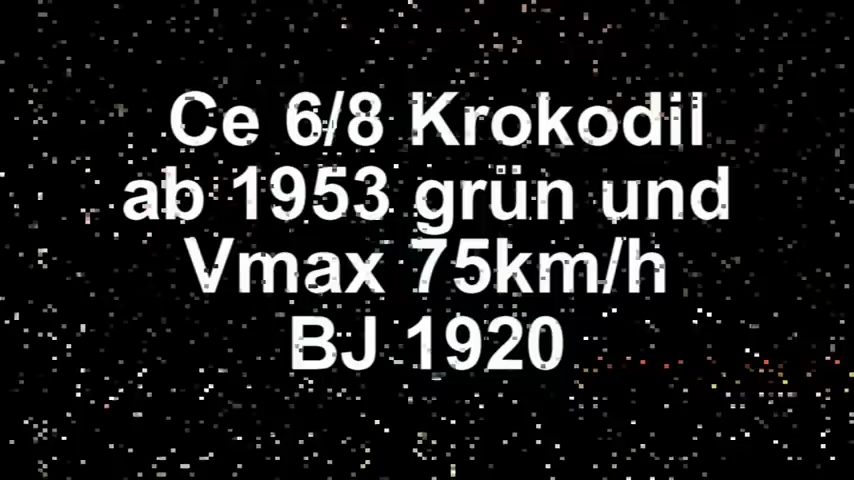 Ce 6/8 Krokodil
ab 1953 grün und
Vmax 75km/h
BJ 1920